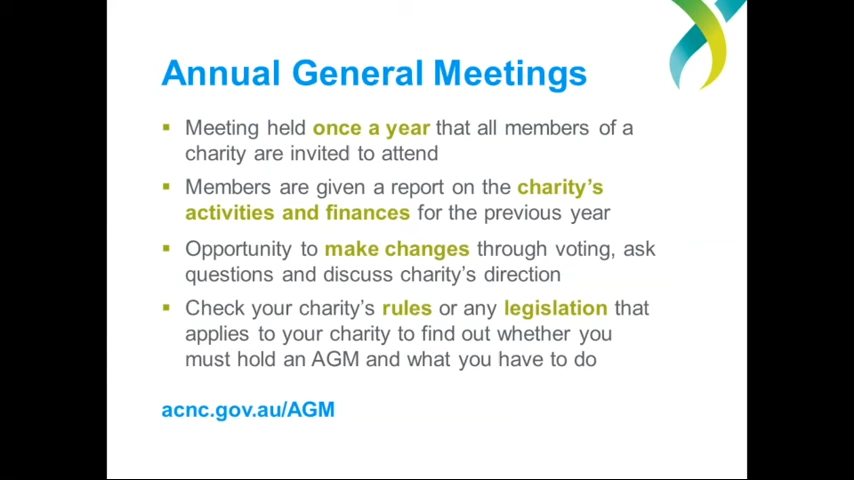 Annual General Meetings
▪ Meeting held once a year that all members of a
charity are invited to attend
▪ Members are given a report on the charity’s
activities and finances for the previous year
▪ Opportunity to make changes through voting, ask
questions and discuss charity’s direction
▪ Check your charity’s rules or any legislation that
applies to your charity to find out whether you
must hold an AGM and what you have to do
acnc.gov.au/AGM